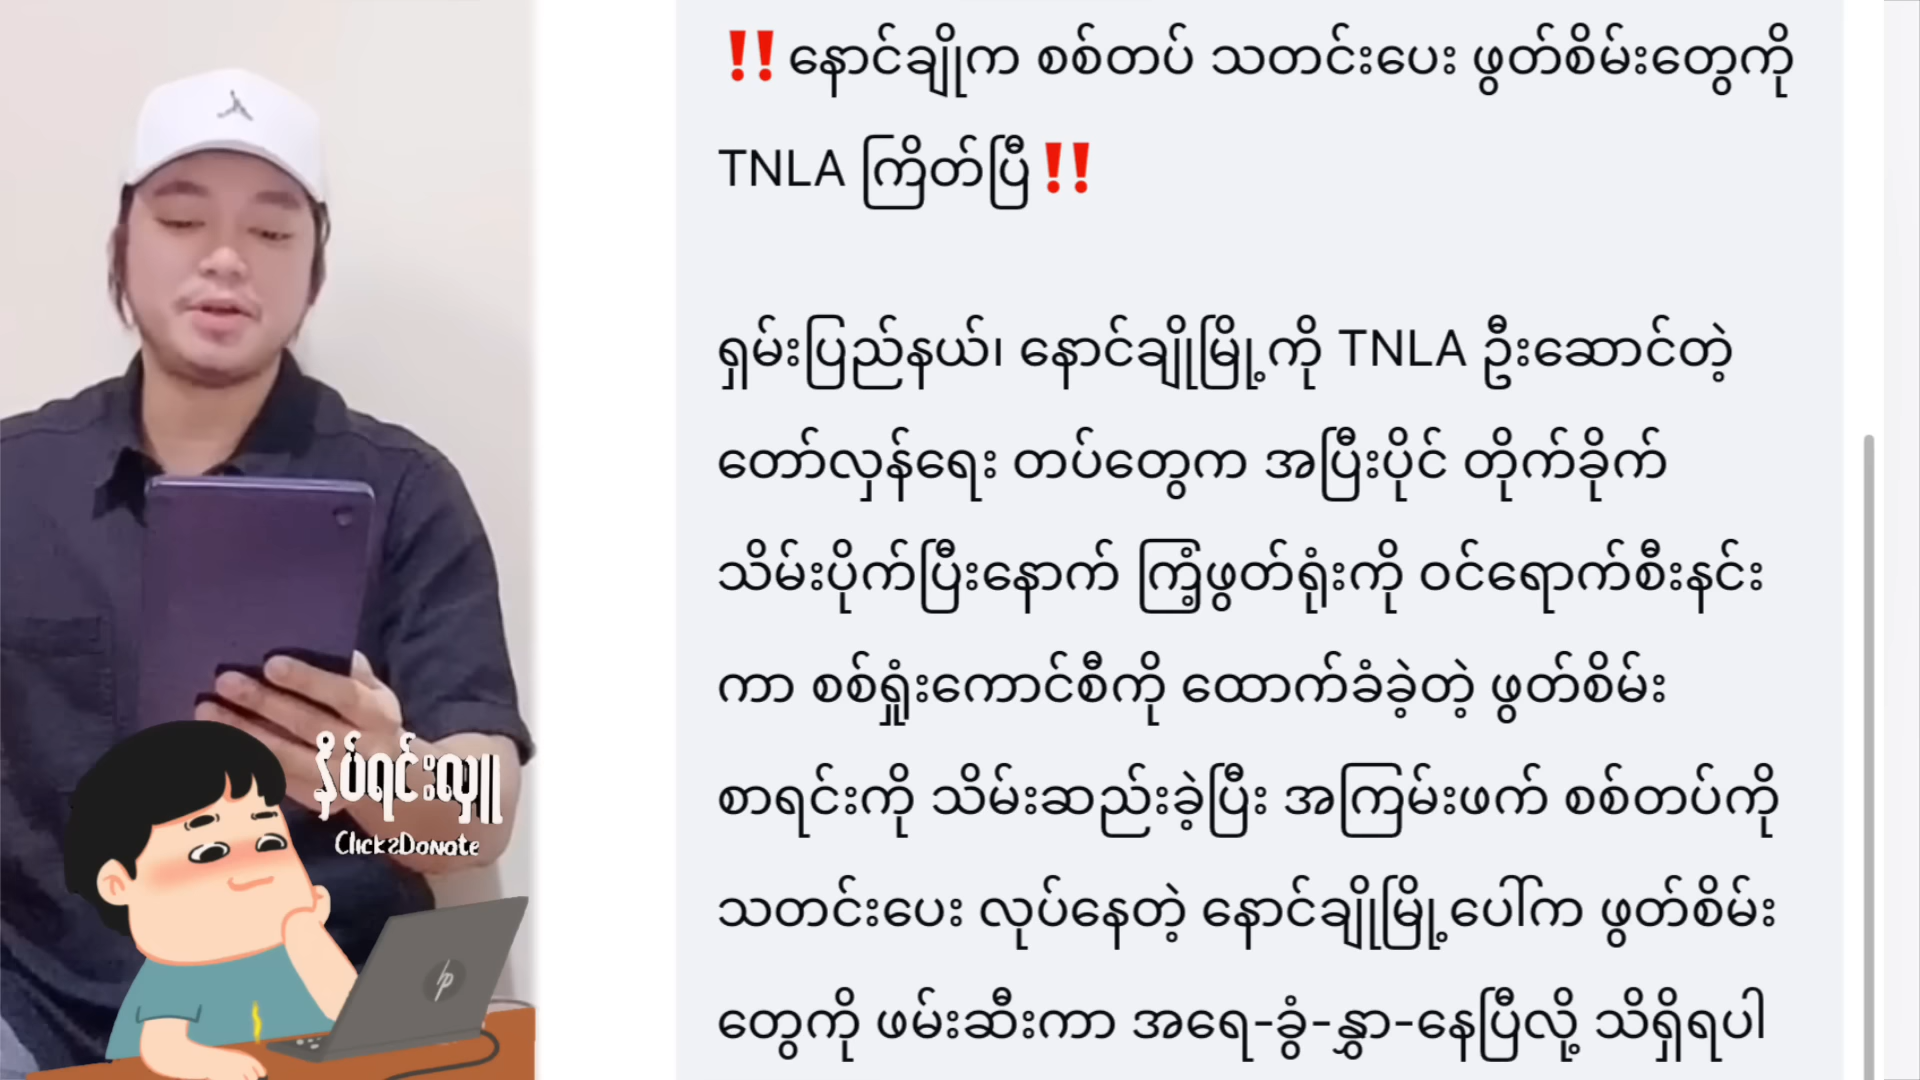 ‼️နောင်ချိုက စစ်တပ် သတင်းပေး ဖွတ်စိမ်းတွေကို
TNLA ကြိတ်ပြီ‼️
ရှမ်းပြည်နယ်၊ နောင်ချိုမြို့ကို TNLA ဦးဆောင်တဲ့
တော်လှန်ရေး တပ်တွေက အပြီးပိုင် တိုက်ခိုက်
သိမ်းပိုက်ပြီးနောက် ကြံ့ဖွတ်ရုံးကို ဝင်ရောက်စီးနင်း
ကာ စစ်ရှုံးကောင်စီကို ထောက်ခံခဲ့တဲ့ ဖွတ်စိမ်း
စာရင်းကို သိမ်းဆည်းခဲ့ပြီး အကြမ်းဖက် စစ်တပ်ကို
သတင်းပေး လုပ်နေတဲ့ နောင်ချိုမြို့ပေါ်က ဖွတ်စိမ်း
တွေကို ဖမ်းဆီးကာ အရေ-ခွံ-နွှာ-နေပြီလို့ သိရှိရပါ
နှိပ်ရင်းလှူ
Click2Donate
hp